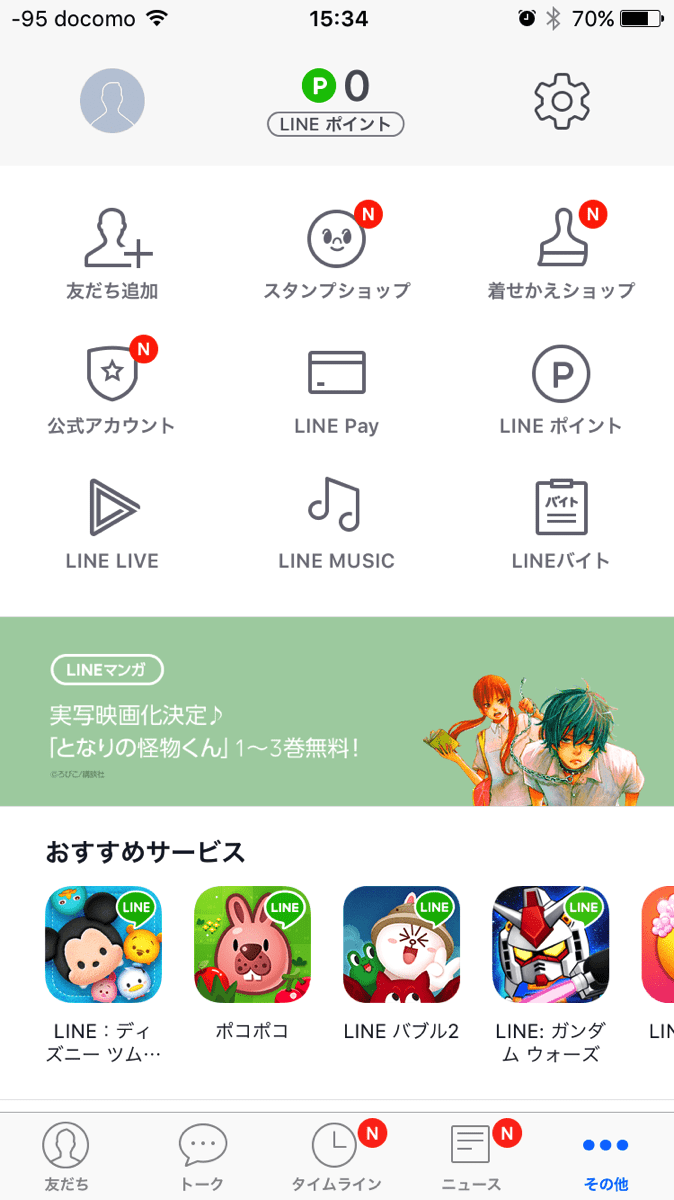 -95 docomo 15:34 70%
P 0
LINE ポイント
N
N
友だち追加 スタンプショップ 着せかえショップ
N
P
公式アカウント LINE Pay LINE ポイント
バイト
LINE LIVE LINE MUSIC LINEバイト
LINEマンガ
実写映画化決定♪
「となりの怪物くん」1〜3巻無料!
©ろびこ/講談社
おすすめサービス
LINE LINE LINE LINE
LINE：ディ ポコポコ LINE バブル2 LINE: ガンダ LIN
ズニー ツム… ム ウォーズ
N N
友だち トーク タイムライン ニュース その他